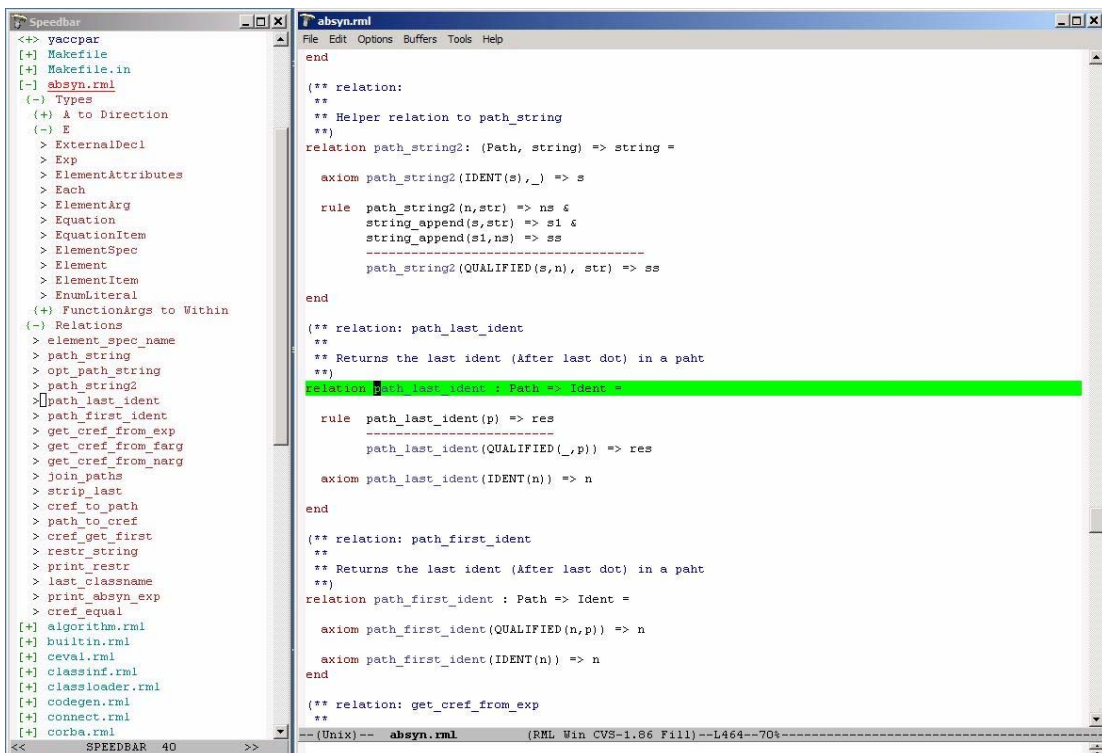 Speedbar
<+> yaccpar
[+] Makefile
[+] Makefile.in
[-] absyn.rml
{-} Types
{+} A to Direction
{-} E
> ExternalDecl
> Exp
> ElementAttributes
> Each
> ElementArg
> Equation
> EquationItem
> ElementSpec
> Element
> ElementItem
> EnumLiteral
{+} FunctionArgs to Within
{-} Relations
> element_spec_name
> path_string
> opt_path_string
> path_string2
> path_last_ident
> path_first_ident
> get_cref_from_exp
> get_cref_from_farg
> get_cref_from_narg
> join_paths
> strip_last
> cref_to_path
> path_to_cref
> cref_get_first
> restr_string
> print_restr
> last_classname
> print_absyn_exp
> cref_equal
[+] algorithm.rml
[+] builtin.rml
[+] ceval.rml
[+] classinf.rml
[+] classloader.rml
[+] codegen.rml
[+] connect.rml
[+] corba.rml
<< SPEEDBAR 40 >>
absyn.rml
File Edit Options Buffers Tools Help
end
(** relation:
**
** Helper relation to path_string
**)
relation path_string2: (Path, string) => string =
axiom path_string2(IDENT(s),_) => s
rule path_string2(n,str) => ns &
string_append(s,str) => s1 &
string_append(s1,ns) => ss
--------------------------------------
path_string2(QUALIFIED(s,n), str) => ss
end
(** relation: path_last_ident
**
** Returns the last ident (After last dot) in a paht
**)
relation path_last_ident : Path => Ident =
rule path_last_ident(p) => res
--------------------------
path_last_ident(QUALIFIED(_,p)) => res
axiom path_last_ident(IDENT(n)) => n
end
(** relation: path_first_ident
**
** Returns the last ident (After last dot) in a paht
**)
relation path_first_ident : Path => Ident =
axiom path_first_ident(QUALIFIED(n,p)) => n
axiom path_first_ident(IDENT(n)) => n
end
(** relation: get_cref_from_exp
**
--(Unix)-- absyn.rml (RML Win CVS-1.86 Fill)--L464--70%--------------------------------------------